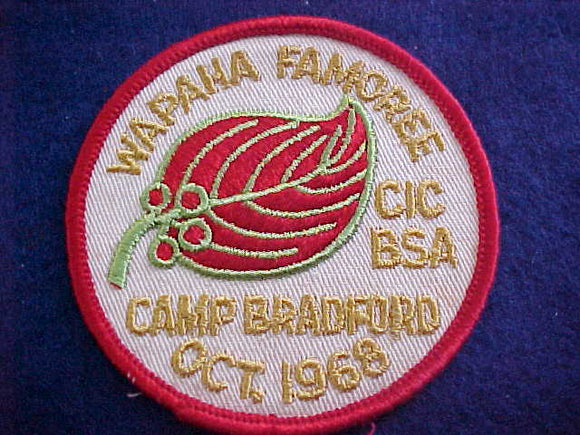 WAPAHA FAMOREE
CIC
BSA
CAMP BRADFORD
OCT. 1968